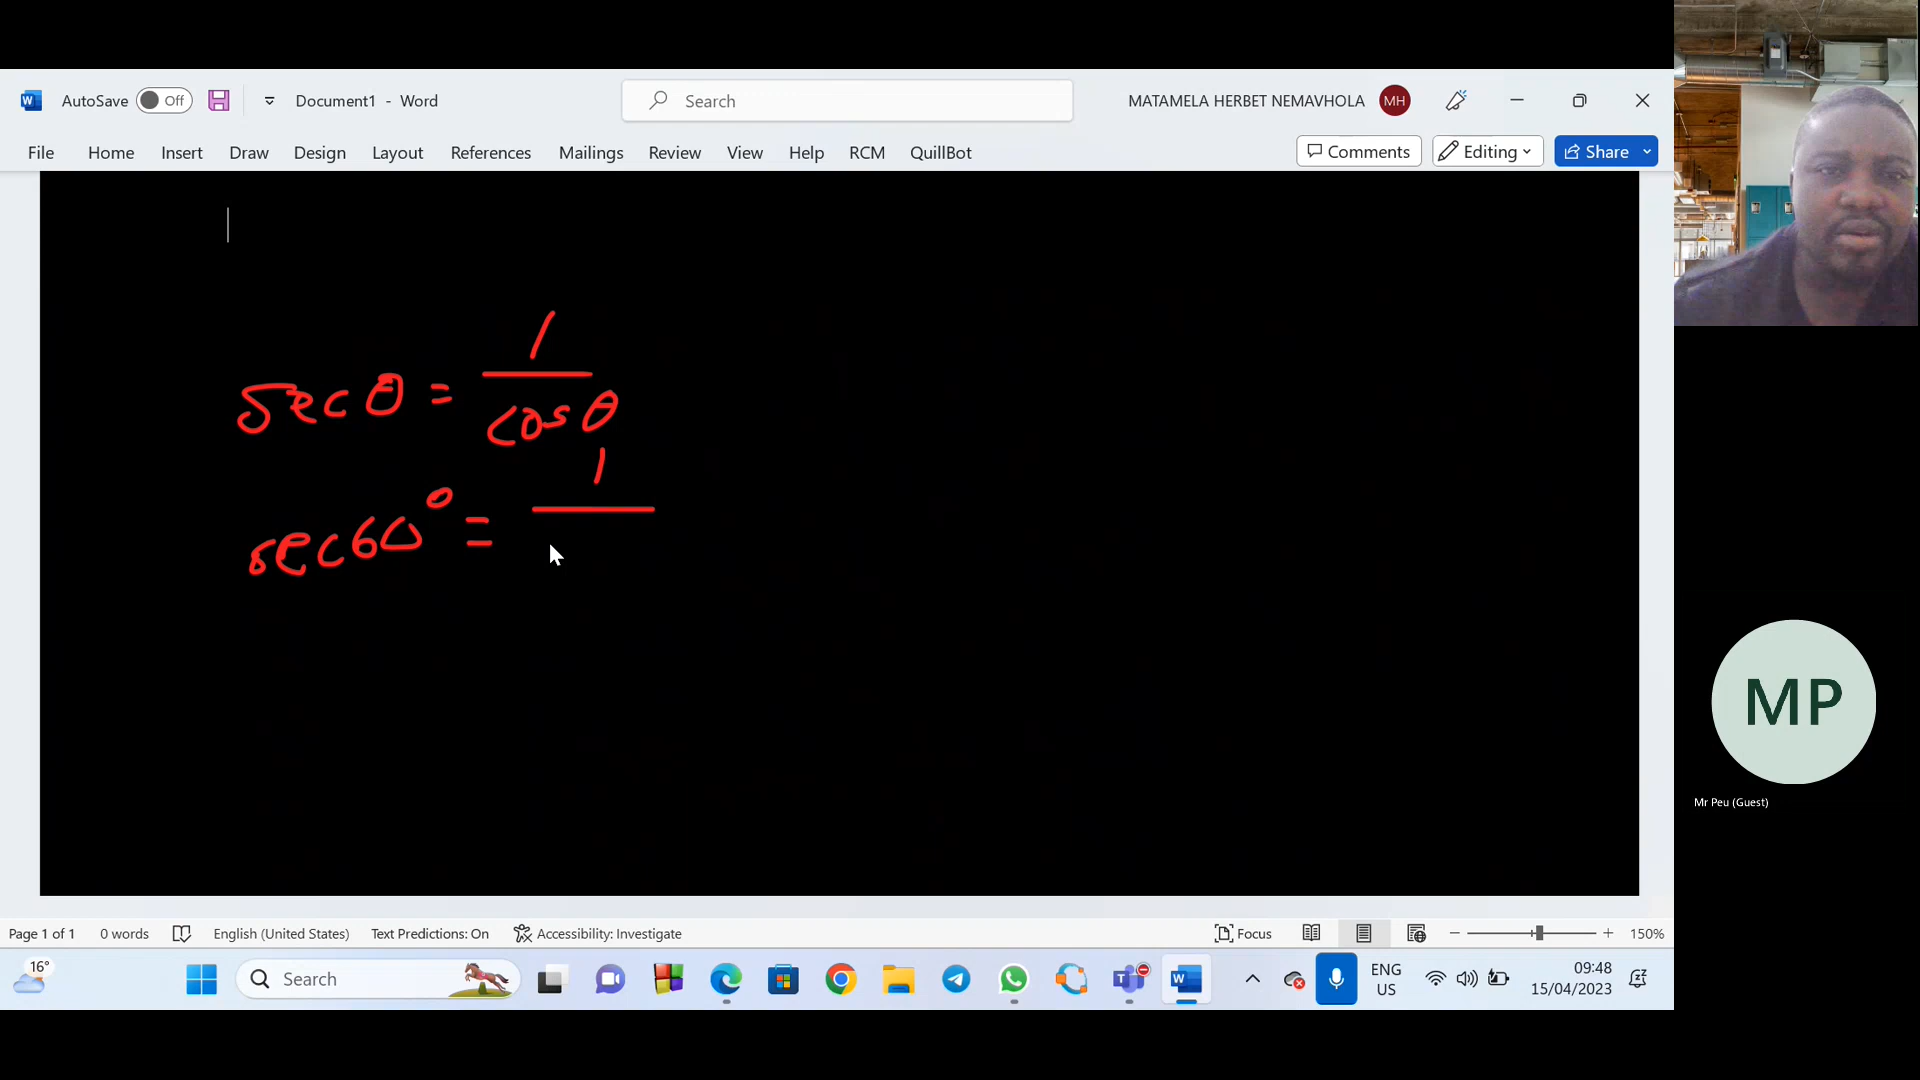 AutoSave Off Document1 - Word Search MATAMELA HERBET NEMAVHOLA MH
File Home Insert Draw Design Layout References Mailings Review View Help RCM QuillBot Comments Editing Share
sec θ = 1 / cos θ
sec 60° = 1 /
MP
Mr Peu (Guest)
Page 1 of 1 0 words English (United States) Text Predictions: On Accessibility: Investigate Focus 150%
16° Search ENG US 09:48 15/04/2023